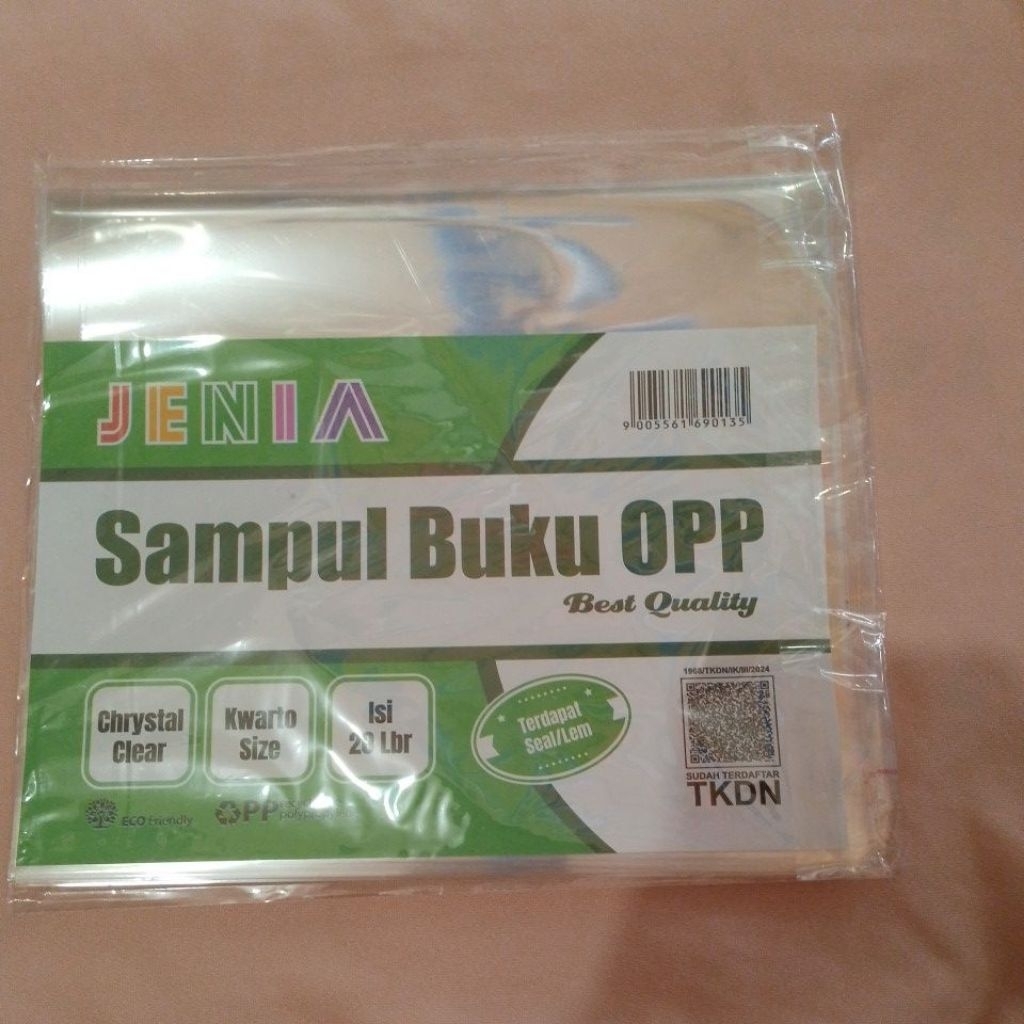 JENIA
9 005561 690135
Sampul Buku OPP
Best Quality
Chrystal
Clear
Kwarto
Size
Isi
20 Lbr
Terdapat
Seal/Lem
1968/TKDN/IK/III/2024
SUDAH TERDAFTAR
TKDN
ECO friendly
PP